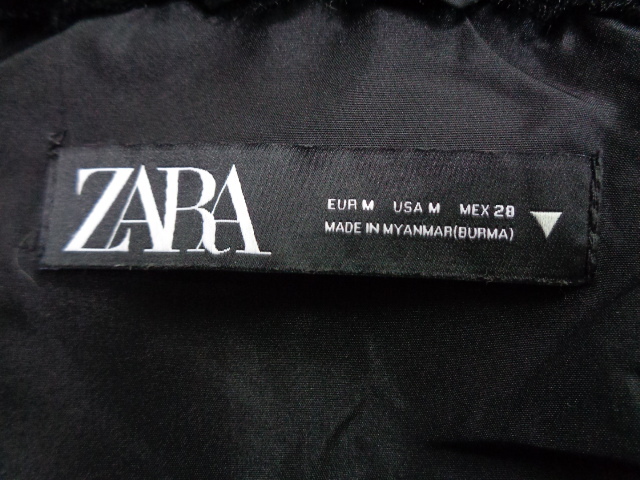 ZARA
EUR M USA M MEX 28
MADE IN MYANMAR(BURMA)